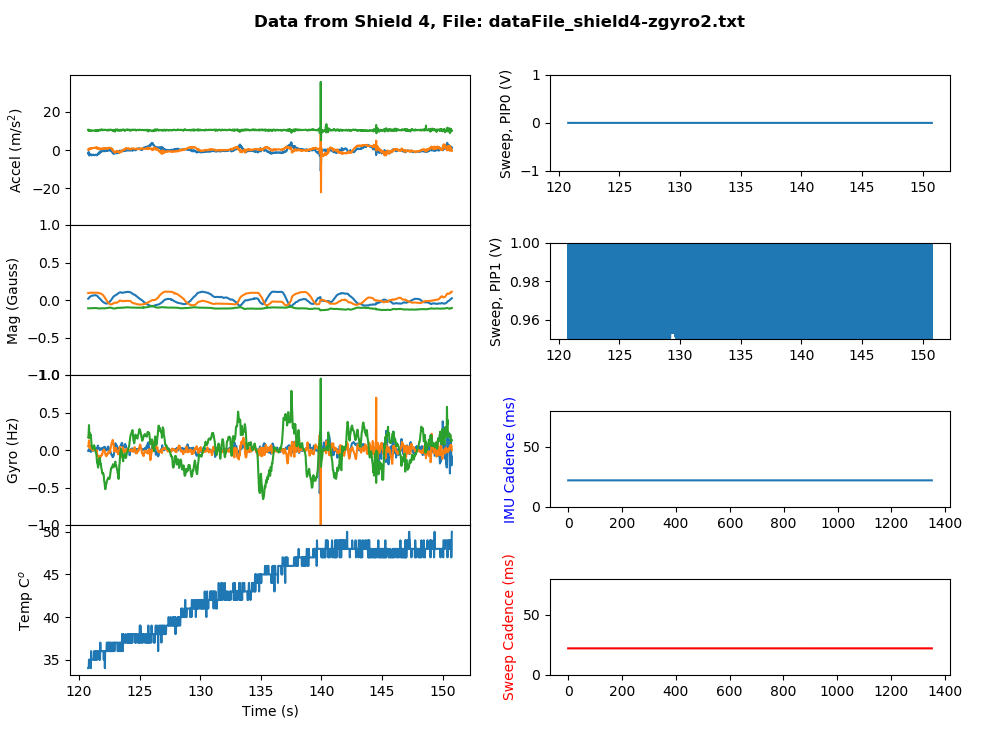 Data from Shield 4, File: dataFile_shield4-zgyro2.txt
Accel (m/s²)
20
0
−20
Mag (Gauss)
1.0
0.5
0.0
−0.5
−1.0
Gyro (Hz)
1.0
0.5
0.0
−0.5
−1.0
Temp C°
50
45
40
35
120 125 130 135 140 145 150
Time (s)
Sweep, PIP0 (V)
1
0
−1
120 125 130 135 140 145 150
Sweep, PIP1 (V)
1.00
0.98
0.96
120 125 130 135 140 145 150
IMU Cadence (ms)
50
0
0 200 400 600 800 1000 1200 1400
Sweep Cadence (ms)
50
0
0 200 400 600 800 1000 1200 1400